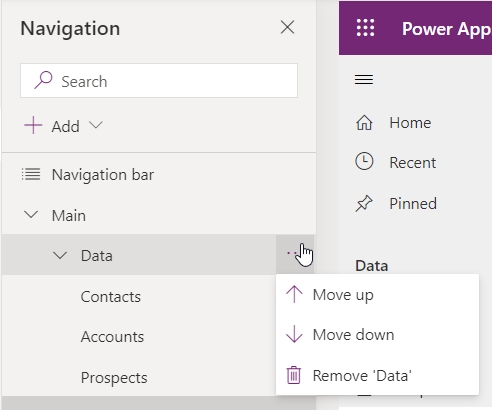 Navigation
Search
Add
Navigation bar
Main
Data
Contacts
Accounts
Prospects
Power App
Home
Recent
Pinned
Data
Move up
Move down
Remove 'Data'